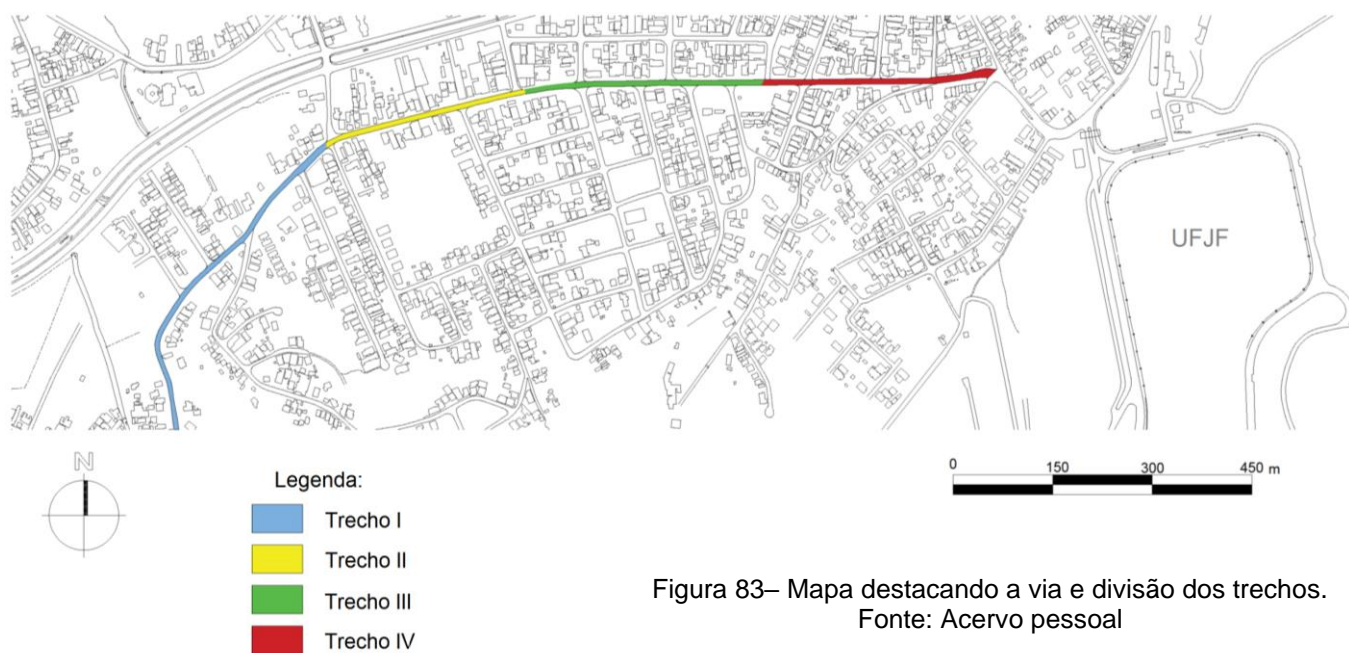 UFJF
N
0 150 300 450 m
Legenda:
Trecho I
Trecho II
Trecho III
Trecho IV
Figura 83– Mapa destacando a via e divisão dos trechos.
Fonte: Acervo pessoal